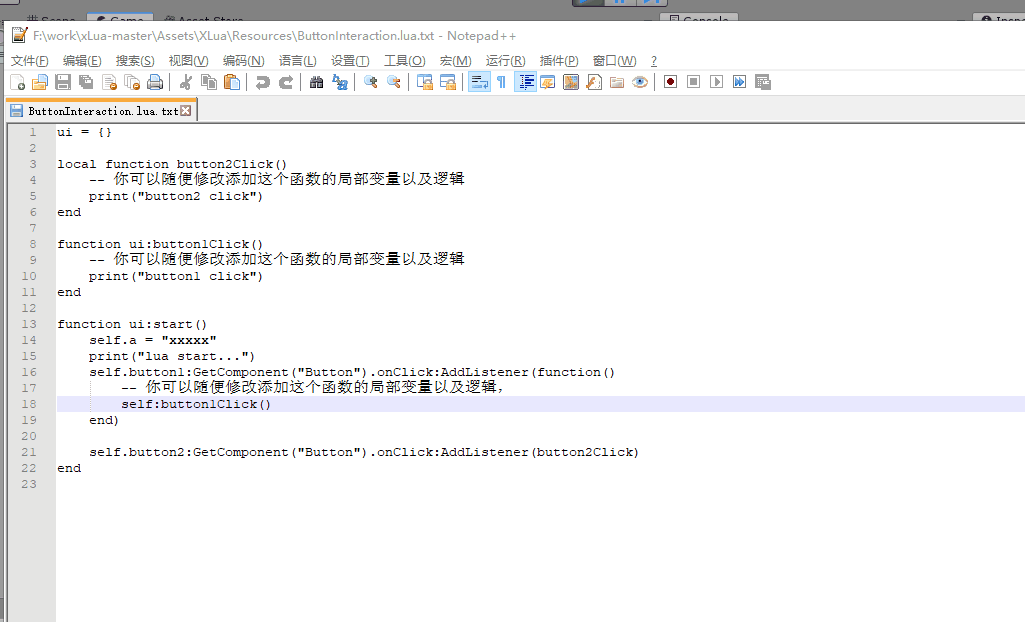 Scene Game Asset Store Console
F:\work\xLua-master\Assets\XLua\Resources\ButtonInteraction.lua.txt - Notepad++
文件(F) 编辑(E) 搜索(S) 视图(V) 编码(N) 语言(L) 设置(T) 工具(O) 宏(M) 运行(R) 插件(P) 窗口(W) ?
ButtonInteraction.lua.txt
1 ui = {}
2
3 local function button2Click()
4 -- 你可以随便修改添加这个函数的局部变量以及逻辑
5 print("button2 click")
6 end
7
8 function ui:button1Click()
9 -- 你可以随便修改添加这个函数的局部变量以及逻辑
10 print("button1 click")
11 end
12
13 function ui:start()
14 self.a = "xxxxx"
15 print("lua start...")
16 self.button1:GetComponent("Button").onClick:AddListener(function()
17 -- 你可以随便修改添加这个函数的局部变量以及逻辑，
18 self:button1Click()
19 end)
20
21 self.button2:GetComponent("Button").onClick:AddListener(button2Click)
22 end
23